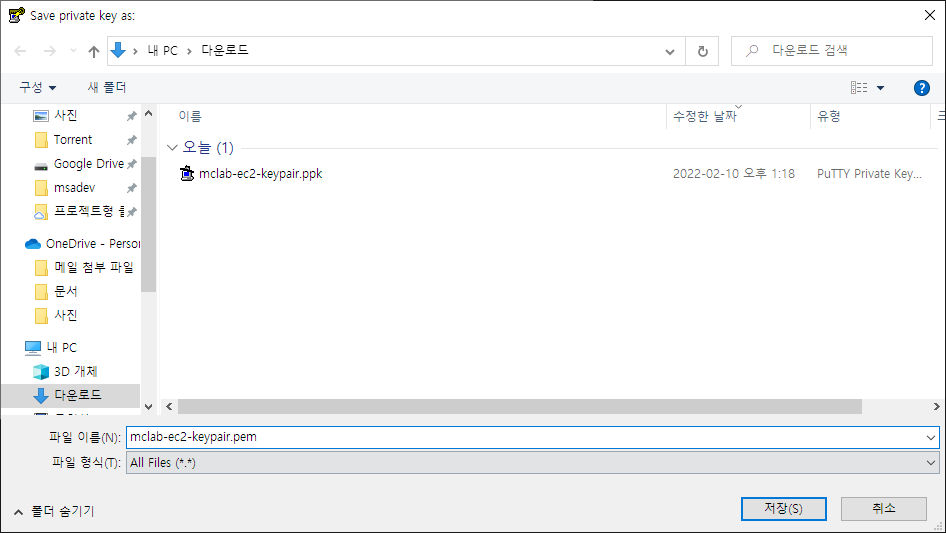 Save private key as:
내 PC
다운로드
다운로드 검색
구성
새 폴더
사진
Torrent
Google Drive
msadev
프로젝트형
OneDrive - Person
메일 첨부 파일
문서
사진
내 PC
3D 개체
다운로드
이름
수정한 날짜
유형
오늘 (1)
mclab-ec2-keypair.ppk
2022-02-10 오후 1:18
PuTTY Private Key...
파일 이름(N):
mclab-ec2-keypair.pem
파일 형식(T):
All Files (*.*)
폴더 숨기기
저장(S)
취소